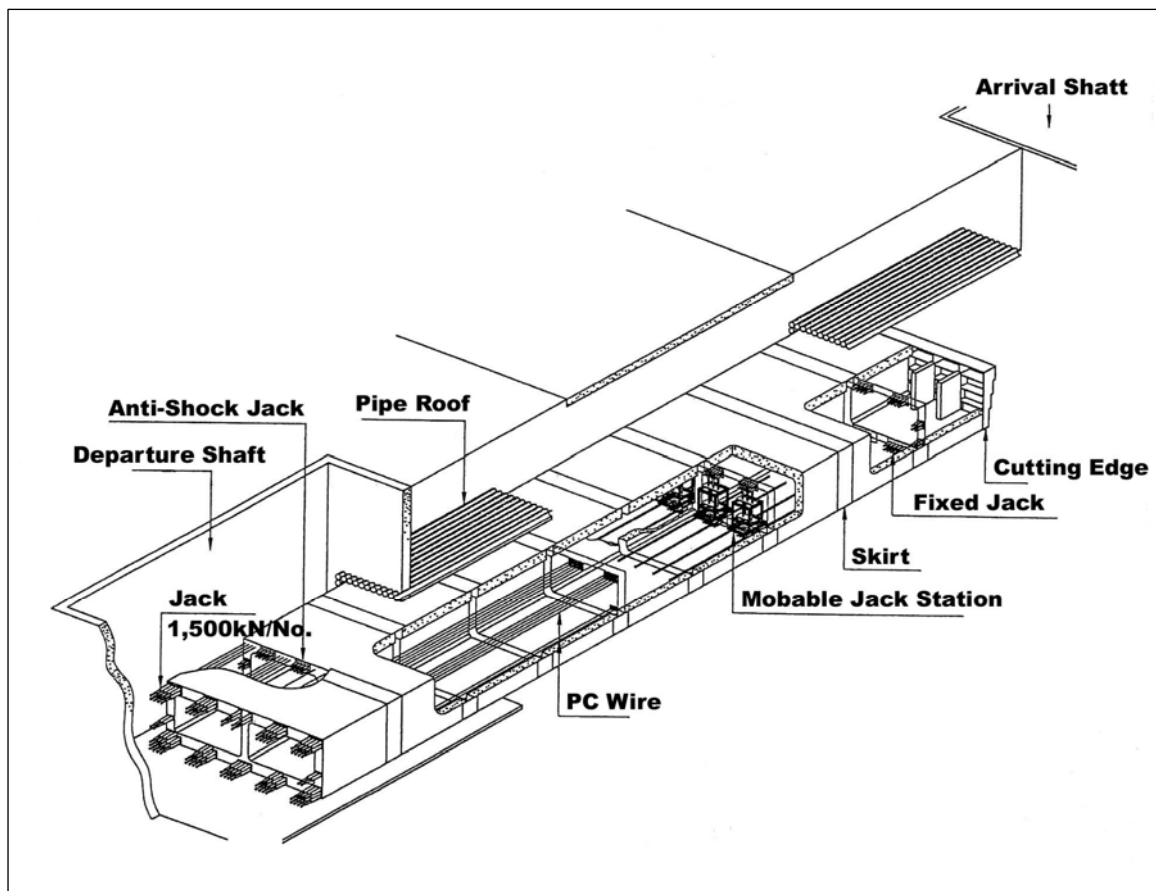 Arrival Shatt
Anti-Shock Jack
Pipe Roof
Departure Shaft
Cutting Edge
Fixed Jack
Skirt
Jack
1,500kN/No.
Mobable Jack Station
PC Wire